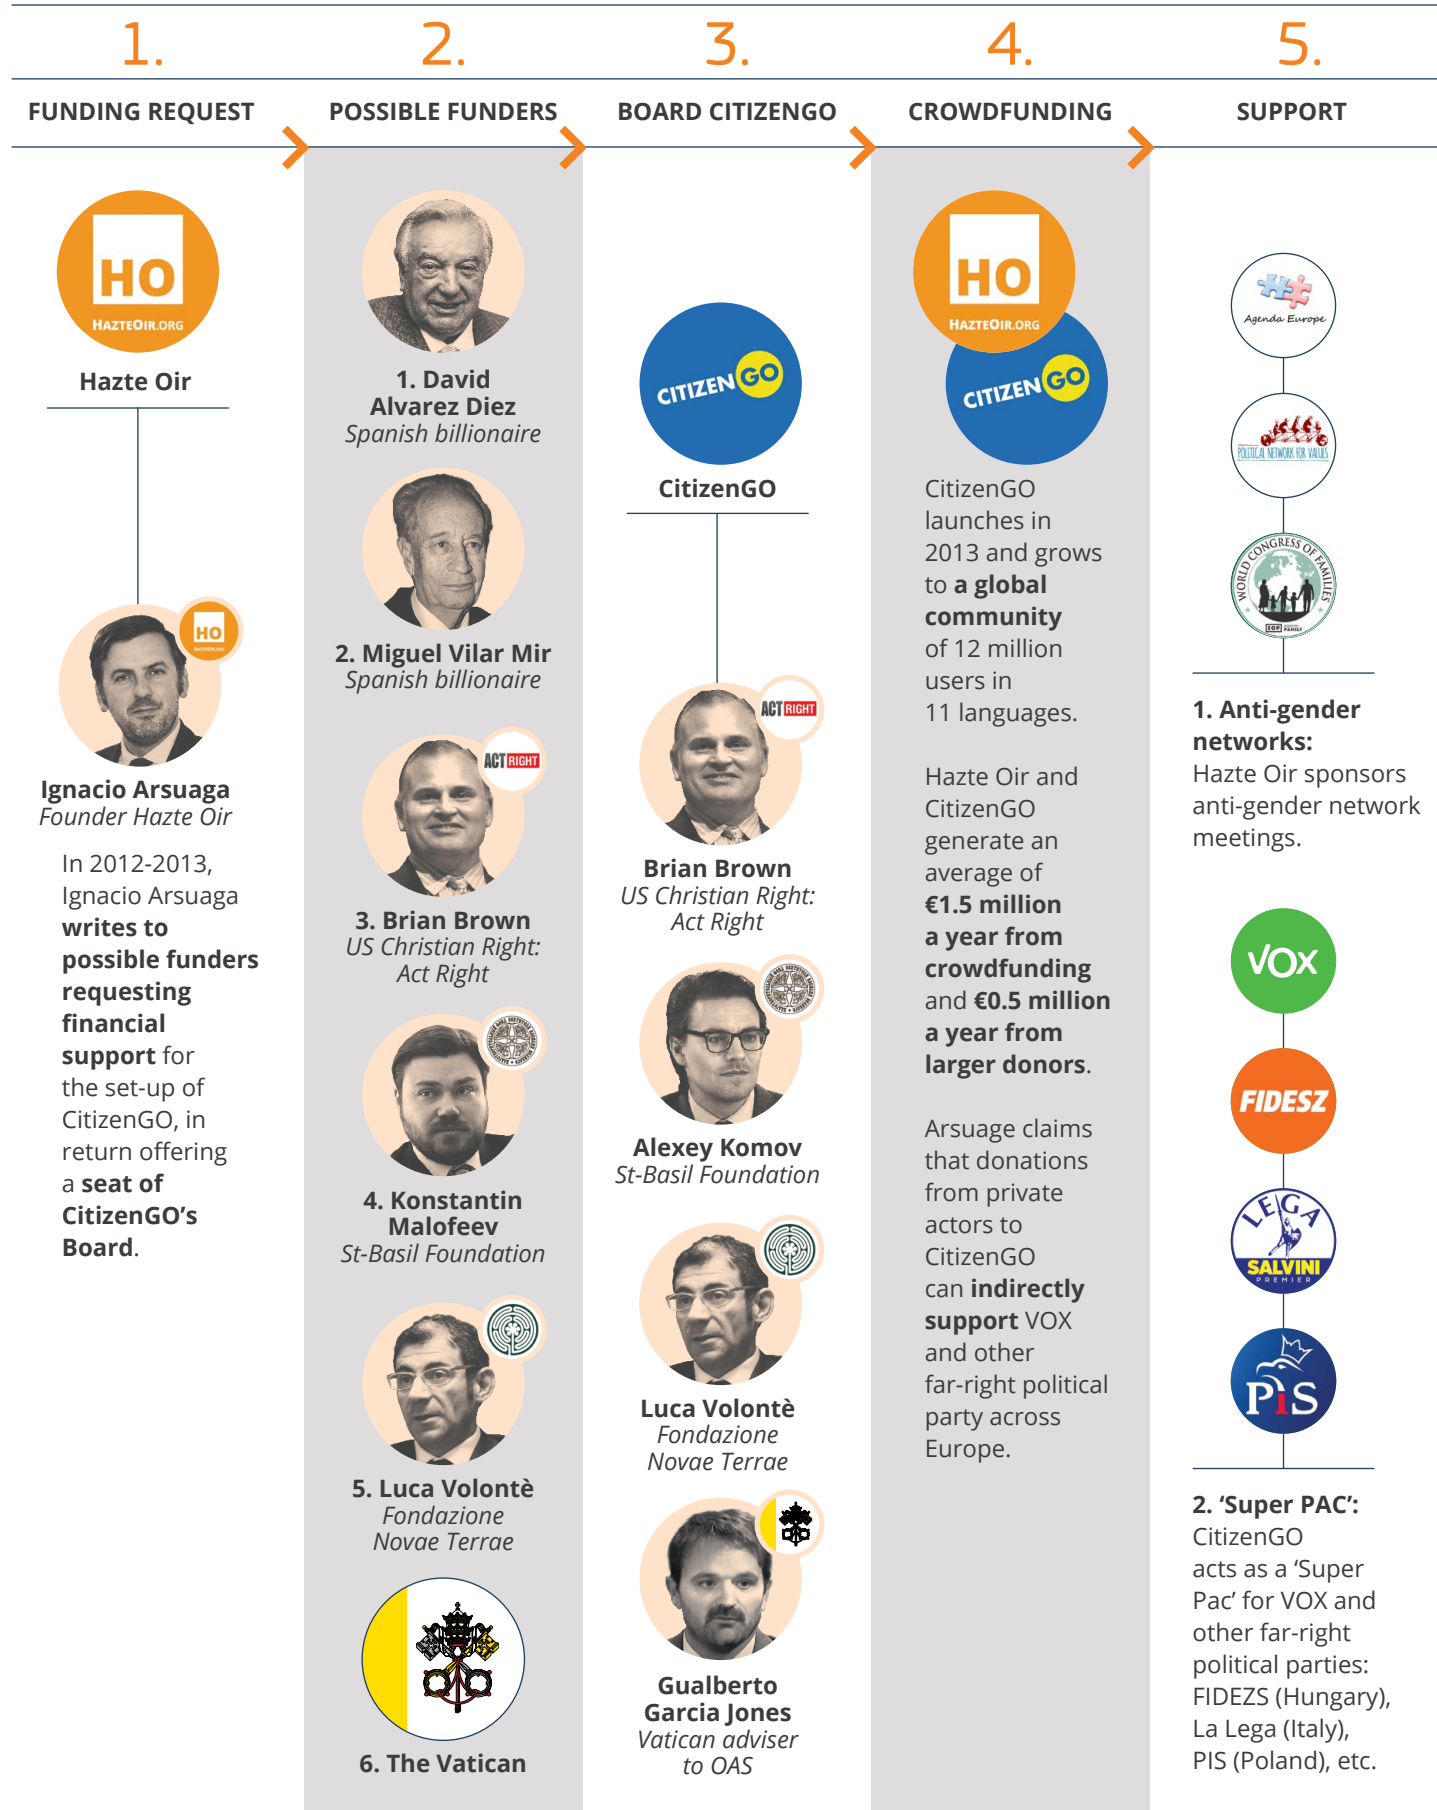 1.
2.
3.
4.
5.
FUNDING REQUEST
POSSIBLE FUNDERS
BOARD CITIZENGO
CROWDFUNDING
SUPPORT
HO
HAZTEOIR.ORG
Hazte Oir
HO
HAZTEOIR.ORG
Ignacio Arsuaga
Founder Hazte Oir
In 2012-2013,
Ignacio Arsuaga
writes to
possible funders
requesting
financial
support for
the set-up of
CitizenGO, in
return offering
a seat of
CitizenGO's
Board.
1. David
Alvarez Diez
Spanish billionaire
2. Miguel Vilar Mir
Spanish billionaire
ACT RIGHT
3. Brian Brown
US Christian Right:
Act Right
4. Konstantin
Malofeev
St-Basil Foundation
5. Luca Volontè
Fondazione
Novae Terrae
6. The Vatican
CITIZENGO
CitizenGO
ACT RIGHT
Brian Brown
US Christian Right:
Act Right
Alexey Komov
St-Basil Foundation
Luca Volontè
Fondazione
Novae Terrae
Gualberto
Garcia Jones
Vatican adviser
to OAS
HO
HAZTEOIR.ORG
CITIZENGO
CitizenGO
launches in
2013 and grows
to a global
community
of 12 million
users in
11 languages.
Hazte Oir and
CitizenGO
generate an
average of
€1.5 million
a year from
crowdfunding
and €0.5 million
a year from
larger donors.
Arsuage claims
that donations
from private
actors to
CitizenGO
can indirectly
support VOX
and other
far-right political
party across
Europe.
Agenda Europe
POLITICAL NETWORK FOR VALUES
WORLD CONGRESS OF FAMILIES
IOF
FAMILY
1. Anti-gender
networks:
Hazte Oir sponsors
anti-gender network
meetings.
VOX
FIDESZ
LEGA
SALVINI
PREMIER
PiS
2. ‘Super PAC’:
CitizenGO
acts as a ‘Super
Pac’ for VOX and
other far-right
political parties:
FIDEZS (Hungary),
La Lega (Italy),
PIS (Poland), etc.